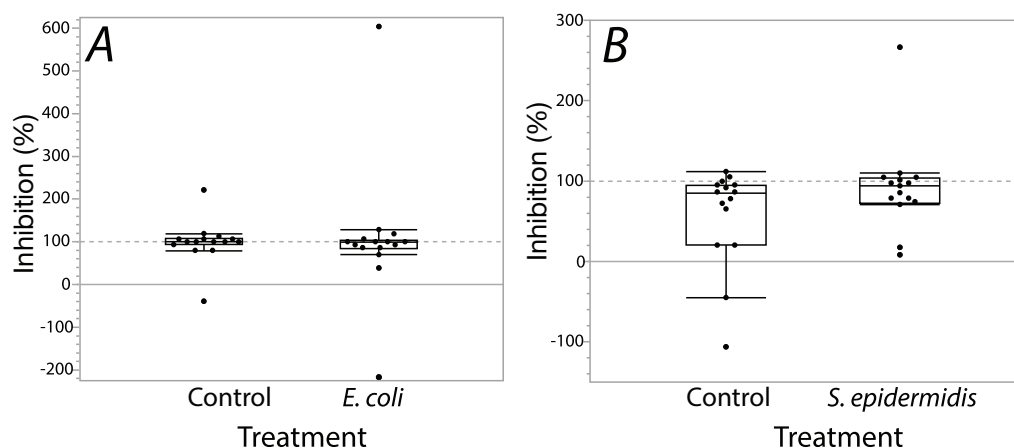 A
Inhibition (%)
600
500
400
300
200
100
0
-100
-200
Control
E. coli
Treatment
B
Inhibition (%)
300
200
100
0
-100
Control
S. epidermidis
Treatment